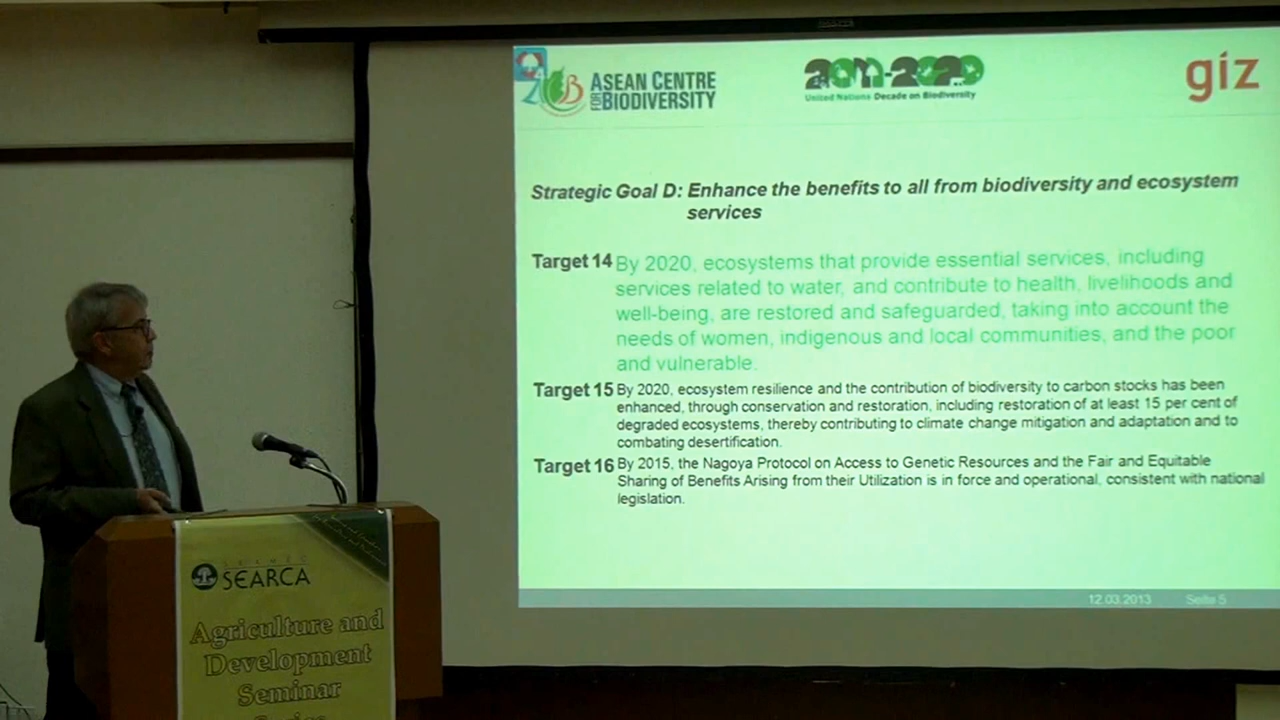 ASEAN CENTRE
FOR BIODIVERSITY
2011-2020
United Nations Decade on Biodiversity
giz
Strategic Goal D: Enhance the benefits to all from biodiversity and ecosystem
services
Target 14 By 2020, ecosystems that provide essential services, including
services related to water, and contribute to health, livelihoods and
well-being, are restored and safeguarded, taking into account the
needs of women, indigenous and local communities, and the poor
and vulnerable.
Target 15 By 2020, ecosystem resilience and the contribution of biodiversity to carbon stocks has been
enhanced, through conservation and restoration, including restoration of at least 15 per cent of
degraded ecosystems, thereby contributing to climate change mitigation and adaptation and to
combating desertification.
Target 16 By 2015, the Nagoya Protocol on Access to Genetic Resources and the Fair and Equitable
Sharing of Benefits Arising from their Utilization is in force and operational, consistent with national
legislation.
12.03.2013 Seite 5
SEAMEO
SEARCA
Agriculture and
Development
Seminar
Series